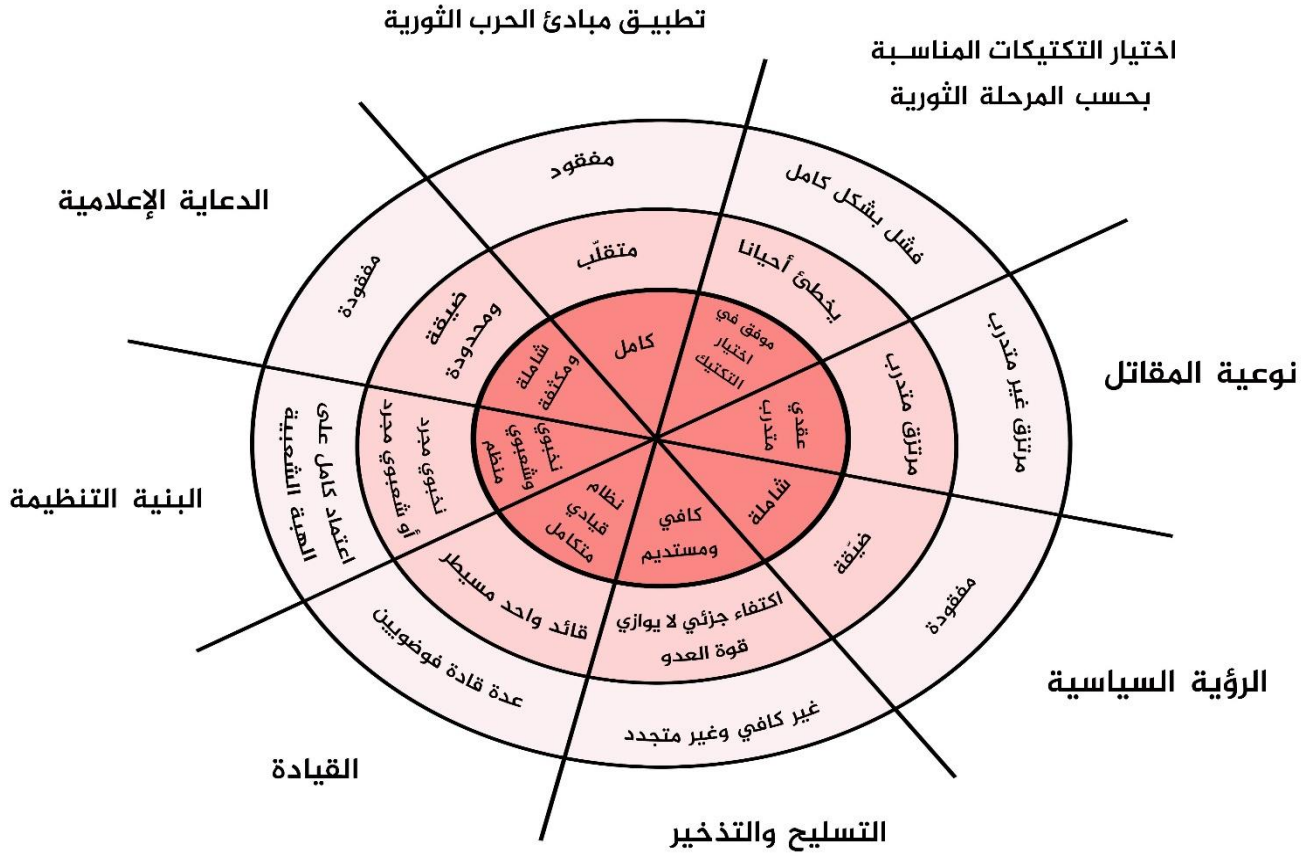 تطبيق مبادئ الحرب الثورية
اختيار التكتيكات المناسبة
بحسب المرحلة الثورية
الدعاية الإعلامية
نوعية المقاتل
البنية التنظيمة
الرؤية السياسية
القيادة
التسليح والتذخير
مفقود
متقلّب
كامل
فشل بشكل كامل
يخطئ أحيانا
موفق في
اختيار
التكتيك
مرتزق غير متدرب
مرتزق متدرب
عقدي
متدرب
مفقودة
ضيّقة
شاملة
غير كافي وغير متجدد
اكتفاء جزئي لا يوازي
قوة العدو
كافي
ومستديم
عدة قادة فوضويين
قائد واحد مسيطر
نظام
قيادي
متكامل
اعتماد كامل على
الهبة الشعبية
نخبوي مجرد
أو شعبوي مجرد
نخبوي
وشعبوي
منظم
مفقودة
ضيقة
ومحدودة
شاملة
ومكثفة